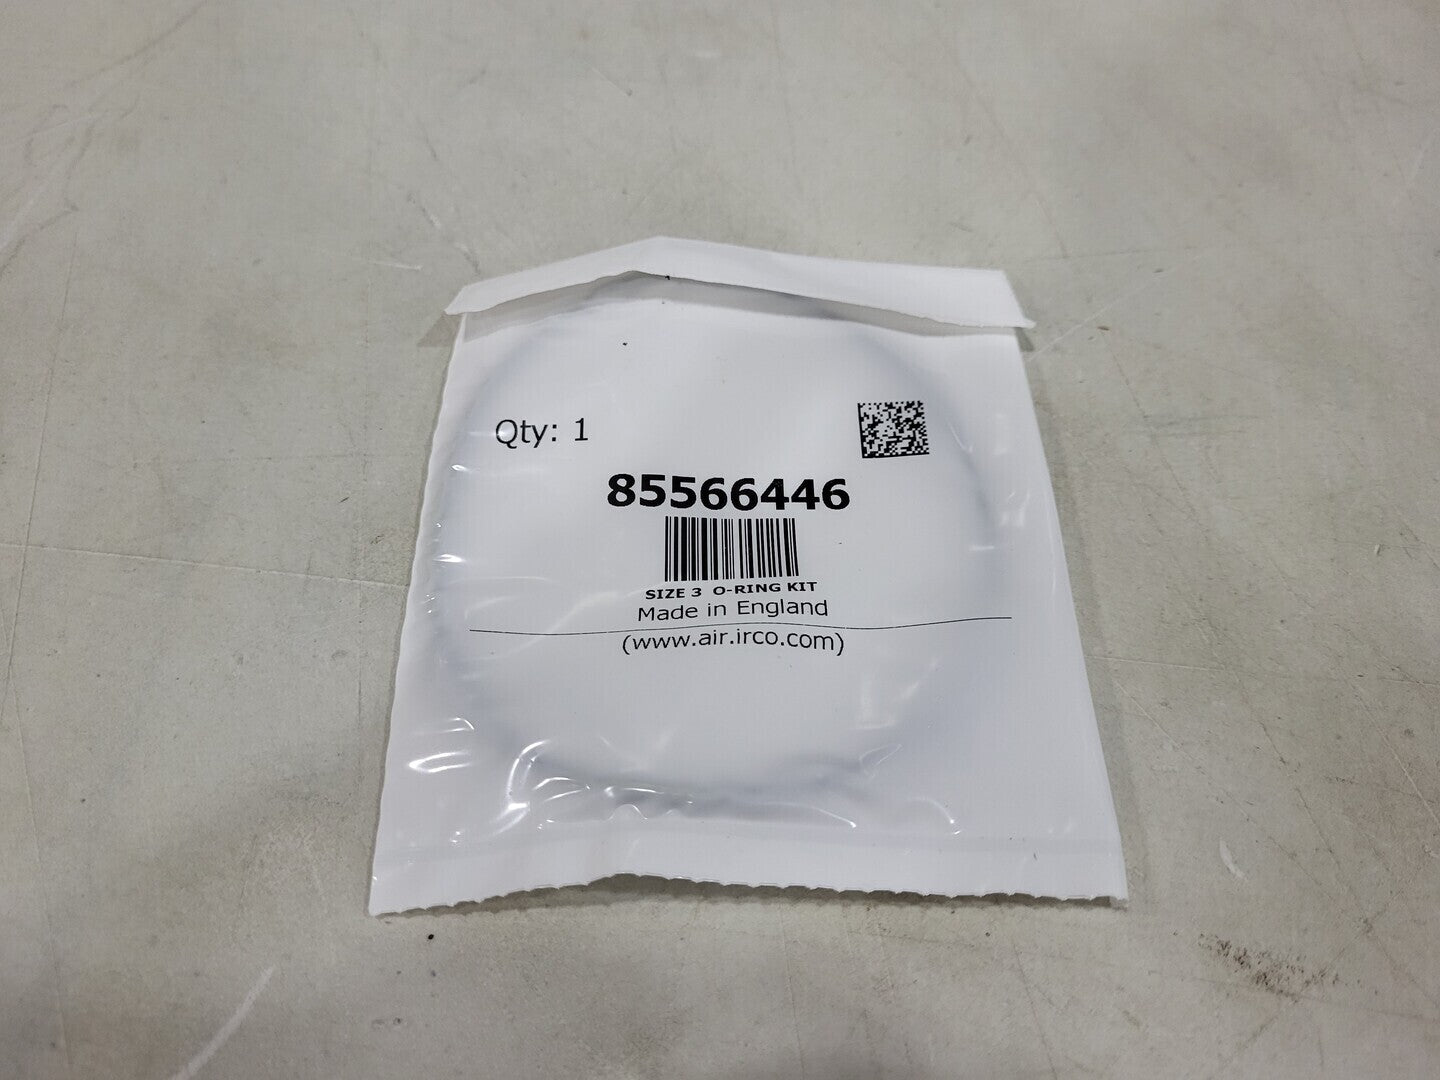 Qty: 1
85566446
SIZE 3 O-RING KIT
Made in England
(www.air.irco.com)